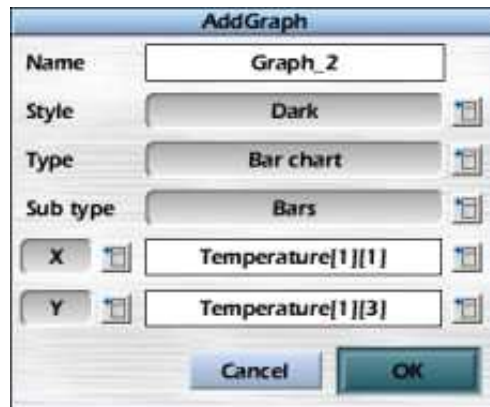 AddGraph
Name Graph_2
Style Dark
Type Bar chart
Sub type Bars
X Temperature[1][1]
Y Temperature[1][3]
Cancel OK